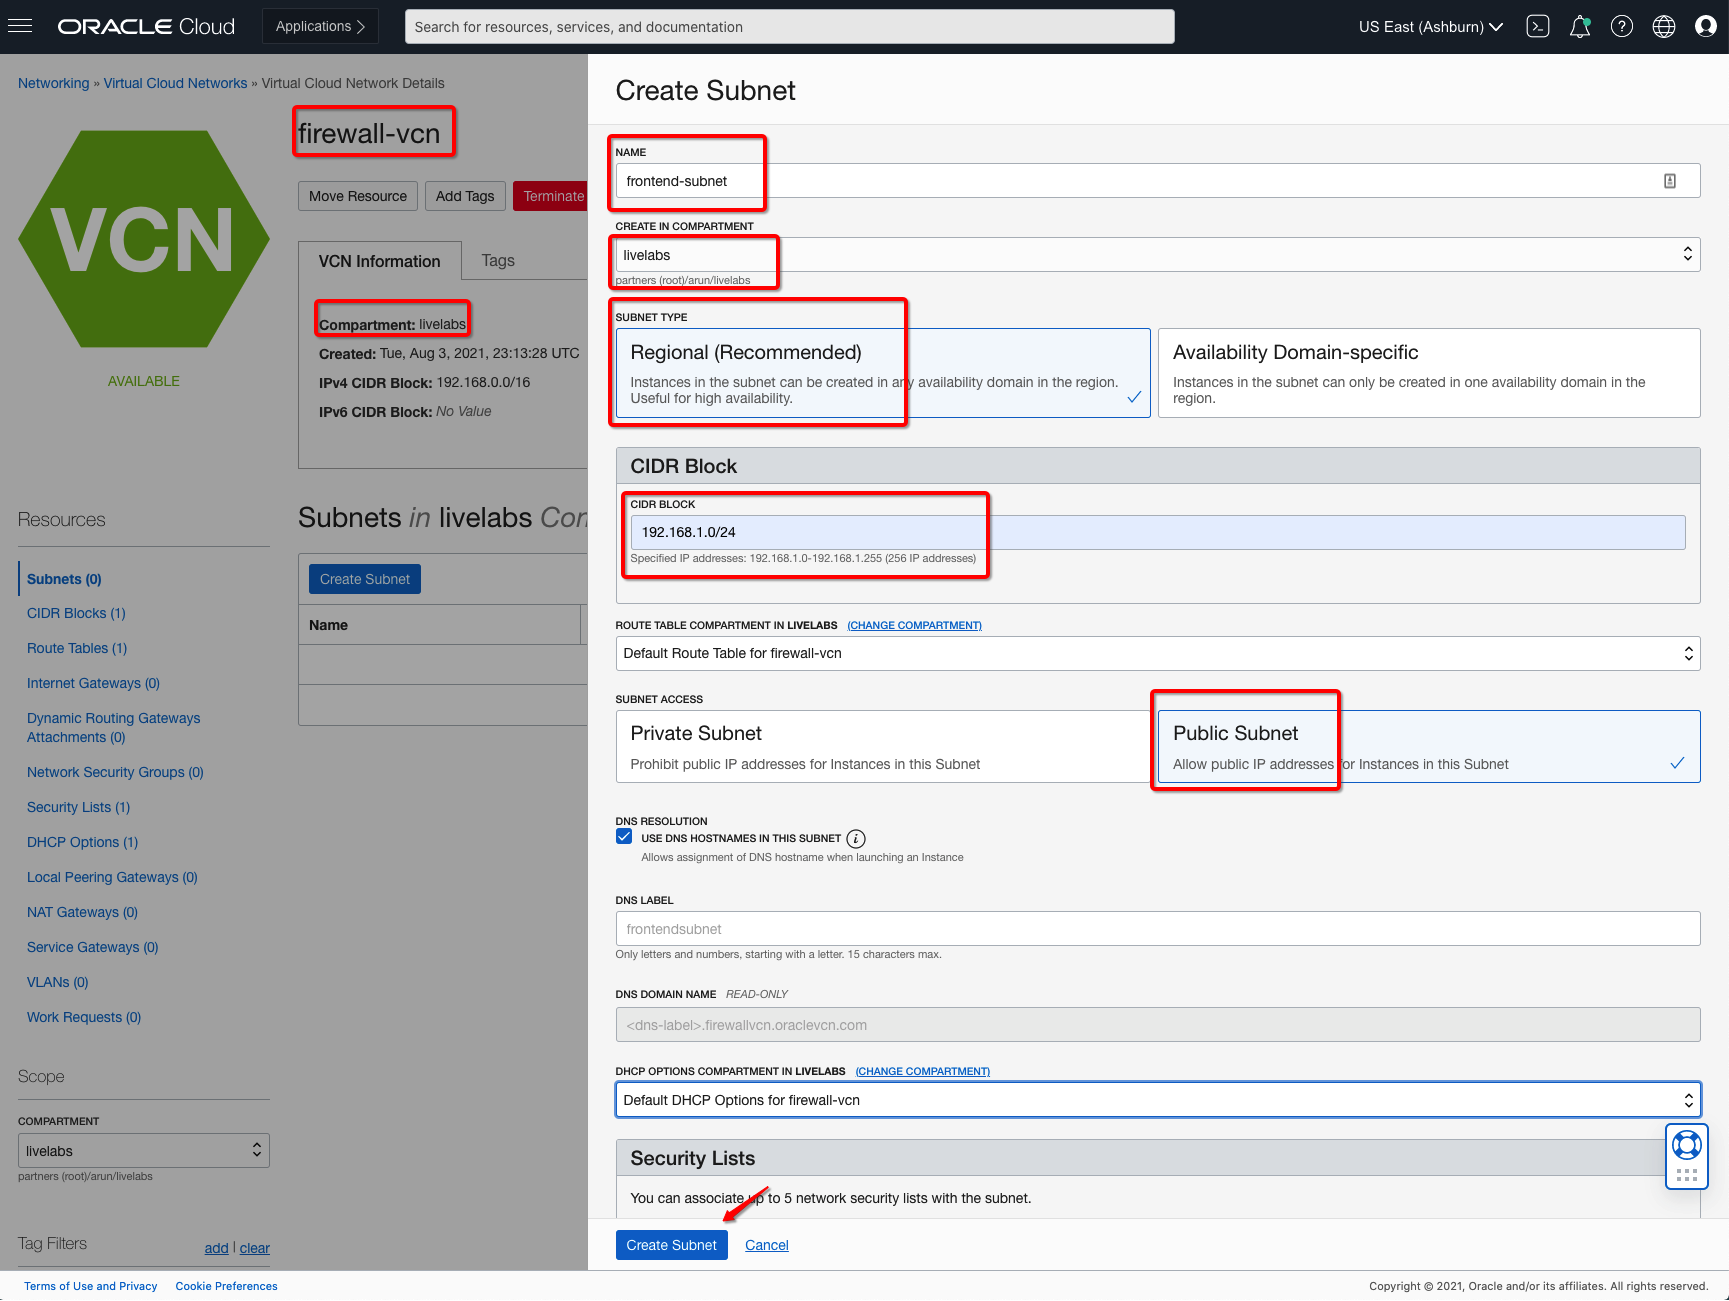 ORACLE Cloud
Applications
Search for resources, services, and documentation
US East (Ashburn)
Networking » Virtual Cloud Networks » Virtual Cloud Network Details
VCN
AVAILABLE
firewall-vcn
Move Resource
Add Tags
Terminate
VCN Information
Tags
Compartment: livelabs
Created: Tue, Aug 3, 2021, 23:13:28 UTC
IPv4 CIDR Block: 192.168.0.0/16
IPv6 CIDR Block: No Value
Resources
Subnets (0)
CIDR Blocks (1)
Route Tables (1)
Internet Gateways (0)
Dynamic Routing Gateways
Attachments (0)
Network Security Groups (0)
Security Lists (1)
DHCP Options (1)
Local Peering Gateways (0)
NAT Gateways (0)
Service Gateways (0)
VLANs (0)
Work Requests (0)
Scope
COMPARTMENT
livelabs
partners (root)/arun/livelabs
Tag Filters
add | clear
Subnets in livelabs
Create Subnet
Name
Create Subnet
NAME
frontend-subnet
CREATE IN COMPARTMENT
livelabs
partners (root)/arun/livelabs
SUBNET TYPE
Regional (Recommended)
Instances in the subnet can be created in any availability domain in the region.
Useful for high availability.
Availability Domain-specific
Instances in the subnet can only be created in one availability domain in the
region.
CIDR Block
CIDR BLOCK
192.168.1.0/24
Specified IP addresses: 192.168.1.0-192.168.1.255 (256 IP addresses)
ROUTE TABLE COMPARTMENT IN LIVELABS (CHANGE COMPARTMENT)
Default Route Table for firewall-vcn
SUBNET ACCESS
Private Subnet
Prohibit public IP addresses for Instances in this Subnet
Public Subnet
Allow public IP addresses for Instances in this Subnet
DNS RESOLUTION
USE DNS HOSTNAMES IN THIS SUBNET
Allows assignment of DNS hostname when launching an Instance
DNS LABEL
frontendsubnet
Only letters and numbers, starting with a letter. 15 characters max.
DNS DOMAIN NAME READ-ONLY
<dns-label>.firewallvcn.oraclevcn.com
DHCP OPTIONS COMPARTMENT IN LIVELABS (CHANGE COMPARTMENT)
Default DHCP Options for firewall-vcn
Security Lists
You can associate up to 5 network security lists with the subnet.
Create Subnet
Cancel
Terms of Use and Privacy
Cookie Preferences
Copyright © 2021, Oracle and/or its affiliates. All rights reserved.